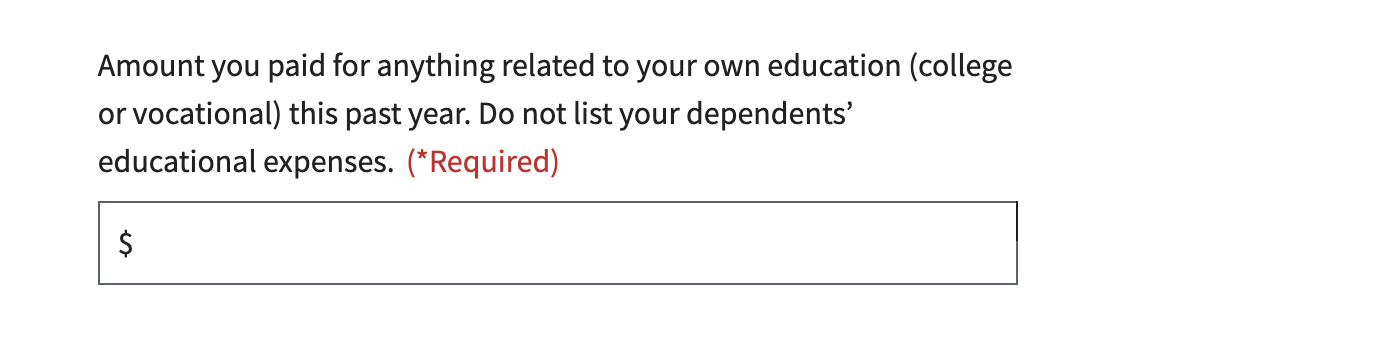 Amount you paid for anything related to your own education (college
or vocational) this past year. Do not list your dependents’
educational expenses. (*Required)
$